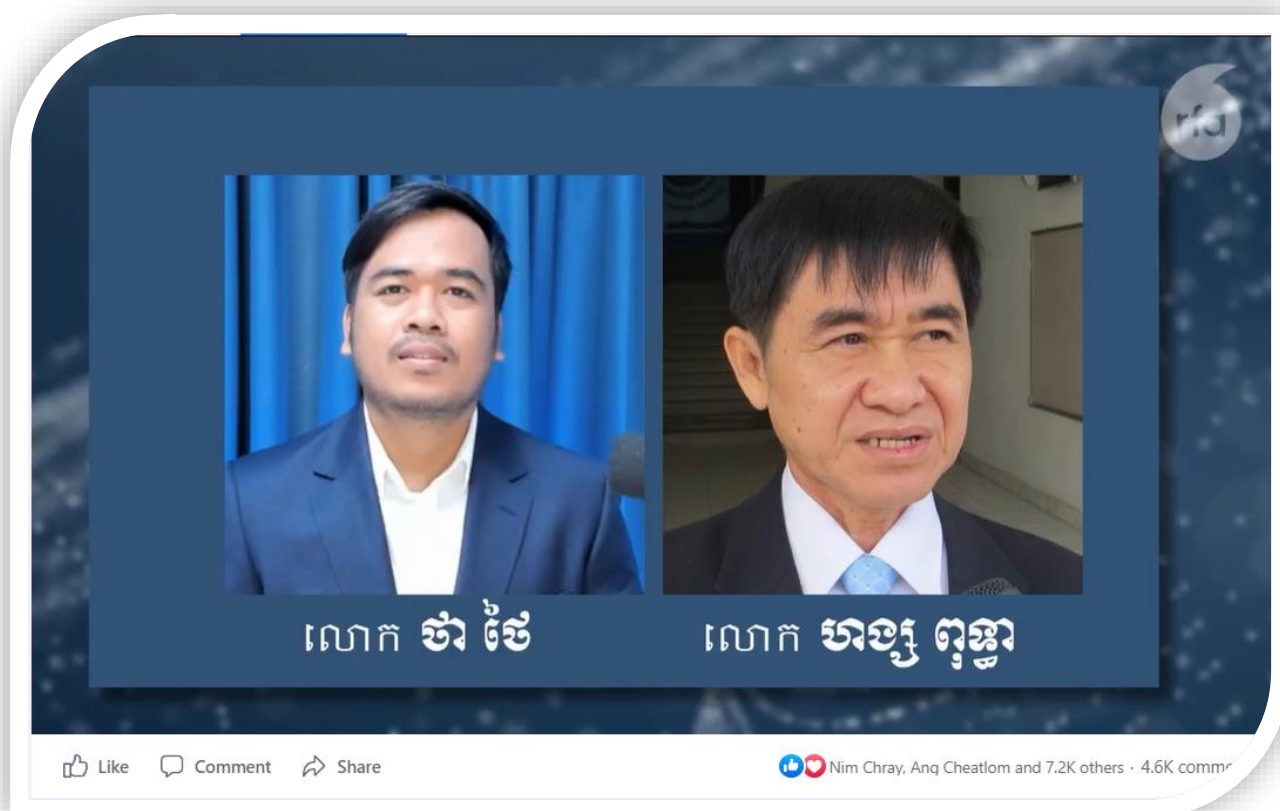 rfa
លោក ថា ថៃ
លោក ហង្ស ពុទ្ធា
Like Comment Share
Nim Chray, Ang Cheatlom and 7.2K others · 4.6K comme